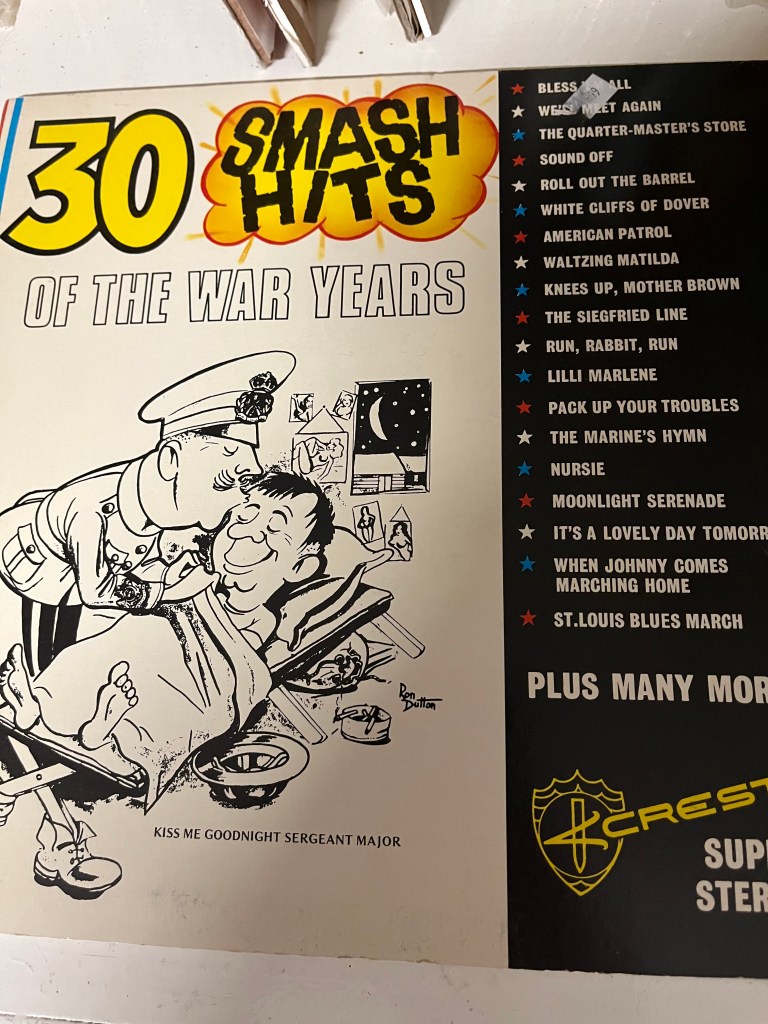 30 SMASH
HITS
OF THE WAR YEARS
Ron
Dutton
KISS ME GOODNIGHT SERGEANT MAJOR
BLESS ALL
MEET AGAIN
THE QUARTER-MASTER'S STORE
SOUND OFF
ROLL OUT THE BARREL
WHITE CLIFFS OF DOVER
AMERICAN PATROL
WALTZING MATILDA
KNEES UP, MOTHER BROWN
THE SIEGFRIED LINE
RUN, RABBIT, RUN
LILLI MARLENE
PACK UP YOUR TROUBLES
THE MARINE'S HYMN
NURSIE
MOONLIGHT SERENADE
IT'S A LOVELY DAY TOMORR
WHEN JOHNNY COMES
MARCHING HOME
ST.LOUIS BLUES MARCH
PLUS MANY MOR
CREST
SUP
STER